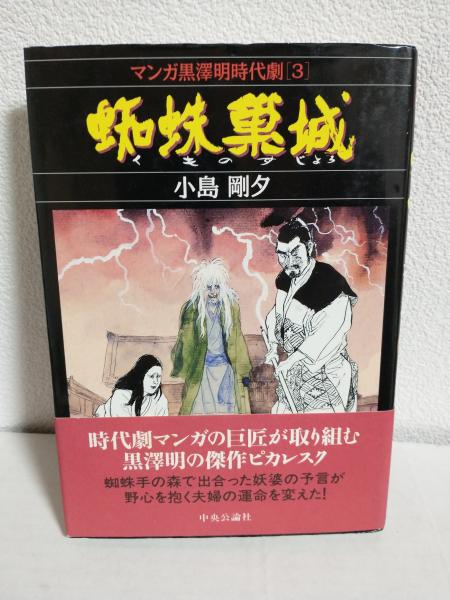 マンガ黒澤明時代劇[3]
蜘蛛巣城
くものすじょう
小島 剛夕
時代劇マンガの巨匠が取り組む
黒澤明の傑作ピカレスク
蜘蛛手の森で出合った妖婆の予言が
野心を抱く夫婦の運命を変えた!
中央公論社